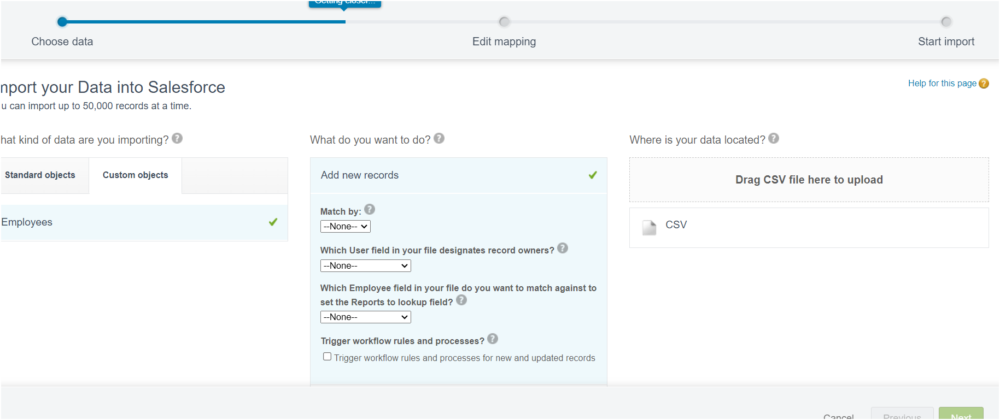 Getting closer...
Choose data
Edit mapping
Start import
mport your Data into Salesforce
Help for this page
u can import up to 50,000 records at a time.
hat kind of data are you importing? ?
Standard objects
Custom objects
Employees
What do you want to do? ?
Add new records
Match by: ?
--None--
Which User field in your file designates record owners? ?
--None--
Which Employee field in your file do you want to match against to
set the Reports to lookup field? ?
--None--
Trigger workflow rules and processes? ?
Trigger workflow rules and processes for new and updated records
Where is your data located? ?
Drag CSV file here to upload
CSV
Cancel
Previous
Next